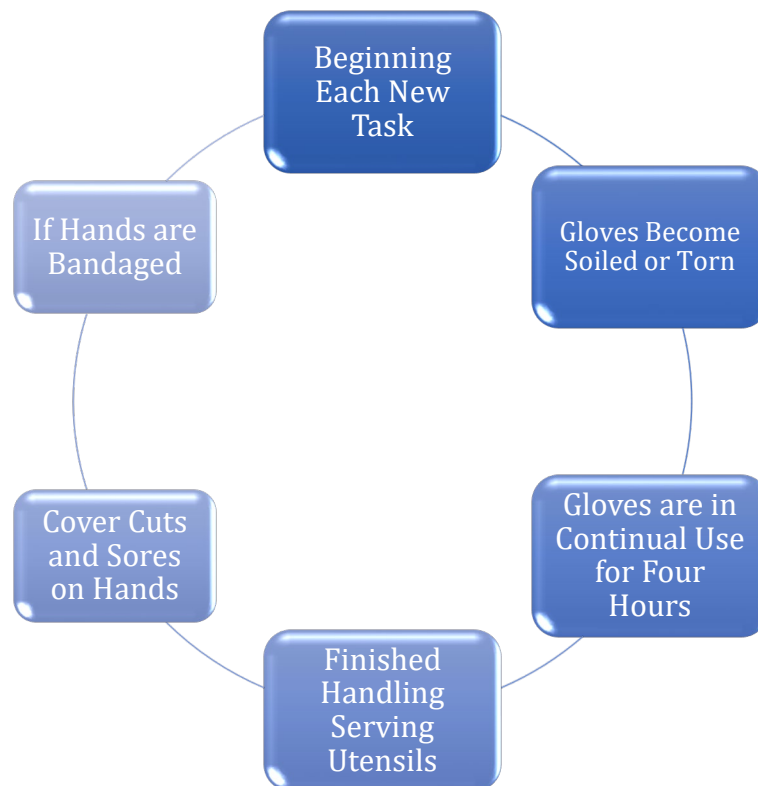 Beginning
Each New
Task
Gloves Become
Soiled or Torn
Gloves are in
Continual Use
for Four
Hours
Finished
Handling
Serving
Utensils
Cover Cuts
and Sores
on Hands
If Hands are
Bandaged